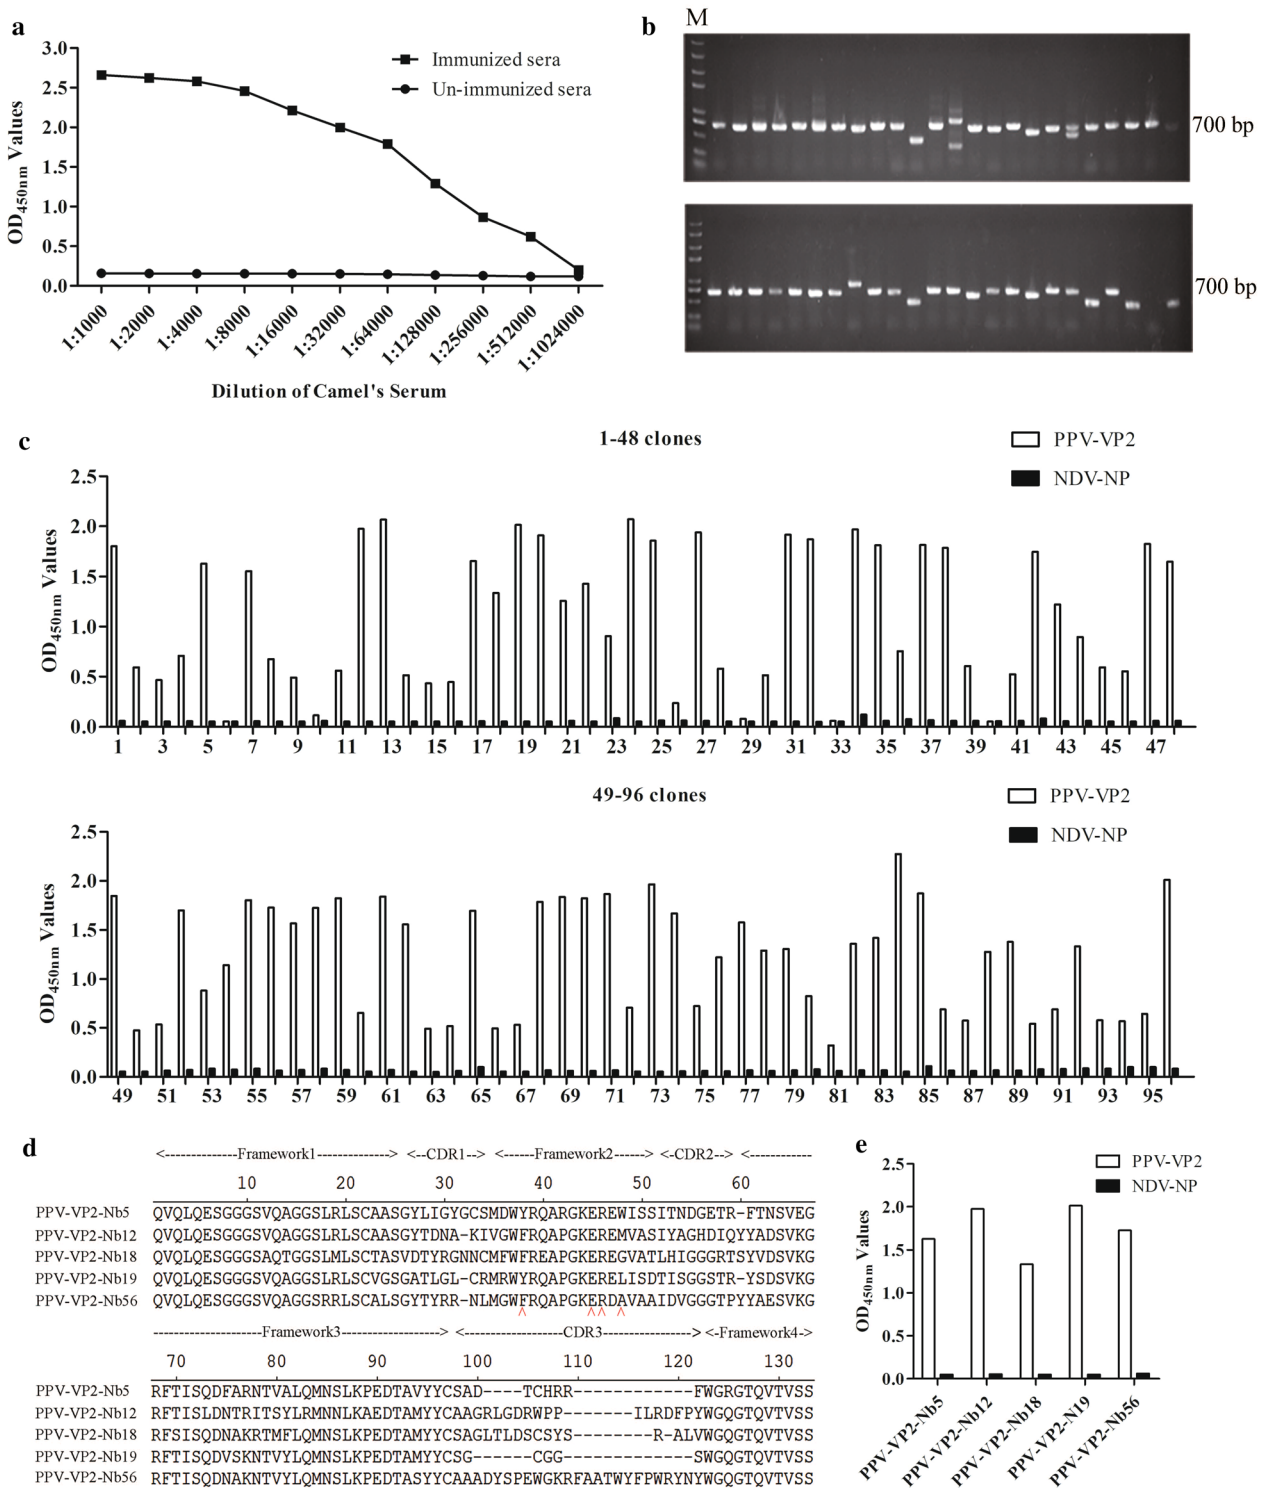 a
3.0
2.5
2.0
1.5
1.0
0.5
0.0
OD450nm Values
Immunized sera
Un-immunized sera
1:1000
1:2000
1:4000
1:8000
1:16000
1:32000
1:64000
1:128000
1:256000
1:512000
1:1024000
Dilution of Camel's Serum
b
M
700 bp
700 bp
c
1-48 clones
PPV-VP2
NDV-NP
2.5
2.0
1.5
1.0
0.5
0.0
OD450nm Values
1 3 5 7 9 11 13 15 17 19 21 23 25 27 29 31 33 35 37 39 41 43 45 47
49-96 clones
PPV-VP2
NDV-NP
2.5
2.0
1.5
1.0
0.5
0.0
OD450nm Values
49 51 53 55 57 59 61 63 65 67 69 71 73 75 77 79 81 83 85 87 89 91 93 95
d
<--------------Framework1--------------> <--CDR1---> <------Framework2------> <--CDR2---> <------------
10 20 30 40 50 60
PPV-VP2-Nb5 QVQLQESGGGSVQAGGSLRLSCAASGYLIGYGCSMDWYRQARGKEREWISSITNDGETR-FTNSVEG
PPV-VP2-Nb12 QVQLQESGGGSVQAGGSLRLSCAASGYTDNA-KIVGWFRQARGKEREMVASIYAGHDIQYYADSVKG
PPV-VP2-Nb18 QVQLQESGGGSAQTGGSLMLSCTASVDTYRGNNCMFWFREAPGKEREGVATLHIGGGRTSYVDSVKG
PPV-VP2-Nb19 QVQLQESGGGSVQAGGSLRLSCVGSGATLGL-CRMRWYRQAPGKERELISDTISGGSTR-YSDSVKG
PPV-VP2-Nb56 QVQLQESGGGSVQAGGSRRLSCALSGYTYRR-NLMGWFRQAPGKERDAVAAIDVGGGTPYYAESVKG
^ ^^ ^
---------------------Framework3--------------------> <-------------------CDR3-------------------> <-Framework4->
70 80 90 100 110 120 130
PPV-VP2-Nb5 RFTISQDFARNTVALQMNSLKPEDTAVYYCSAD----TCHRR------------FWGRGTQVTVSS
PPV-VP2-Nb12 RFTISLDNTRITSYLRMNNLKAEDTAMYYCAAGRLGDRWPP-------ILRDFPYWGQGTQVTVSS
PPV-VP2-Nb18 RFSISQDNAKRTMFLQMNSLKPEDTAMYYCSAGLTLDSCSYS--------R-ALVWGQGTQVTVSS
PPV-VP2-Nb19 RFTISQDVSKNTVYLQMNSLKPEDTAMYYCSG------CGG-------------SWGQGTQVTVSS
PPV-VP2-Nb56 RFTISQDNAKNTVYLQMNSLKPEDTASYYCAAADYSPEWGKRFAATWYFPWRYNYWGQGTQVTVSS
e
PPV-VP2
NDV-NP
2.5
2.0
1.5
1.0
0.5
0.0
OD450nm Values
PPV-VP2-Nb5
PPV-VP2-Nb12
PPV-VP2-Nb18
PPV-VP2-N19
PPV-VP2-Nb56